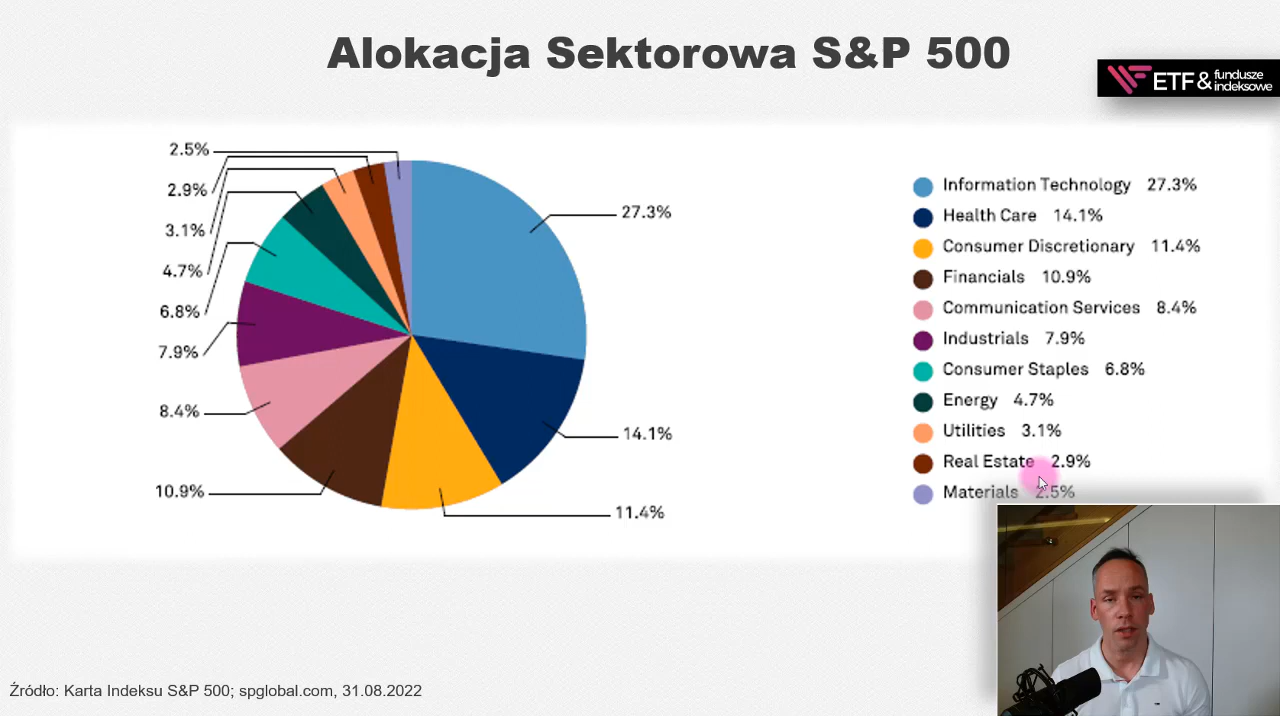 Alokacja Sektorowa S&P 500
ETF & fundusze indeksowe
2.5%
2.9%
3.1%
4.7%
6.8%
7.9%
8.4%
10.9%
27.3%
14.1%
11.4%
Information Technology 27.3%
Health Care 14.1%
Consumer Discretionary 11.4%
Financials 10.9%
Communication Services 8.4%
Industrials 7.9%
Consumer Staples 6.8%
Energy 4.7%
Utilities 3.1%
Real Estate 2.9%
Materials 2.5%
Źródło: Karta Indeksu S&P 500; spglobal.com, 31.08.2022